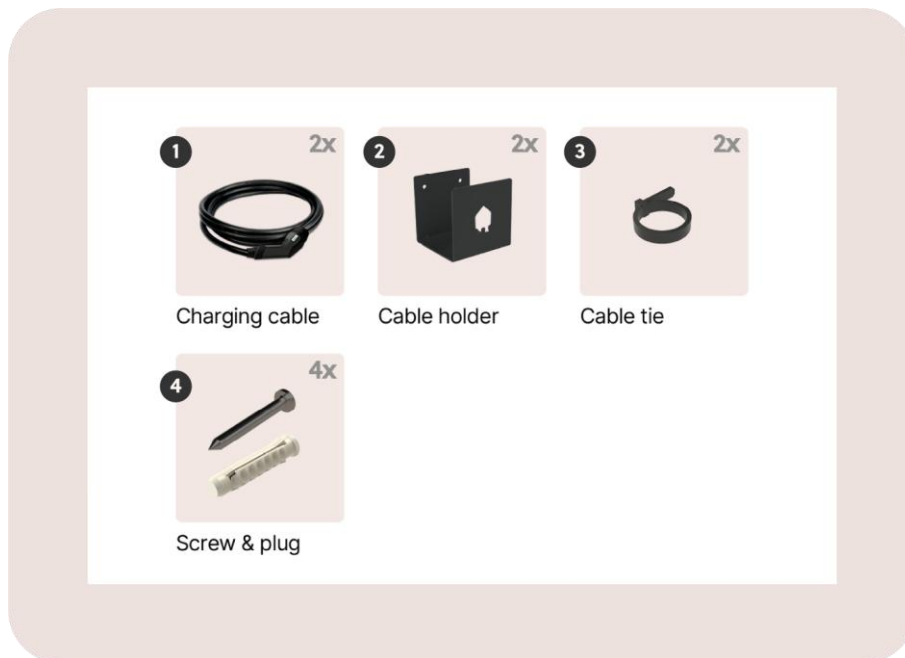 1
2x
2
2x
3
2x
Charging cable
Cable holder
Cable tie
4
4x
Screw & plug